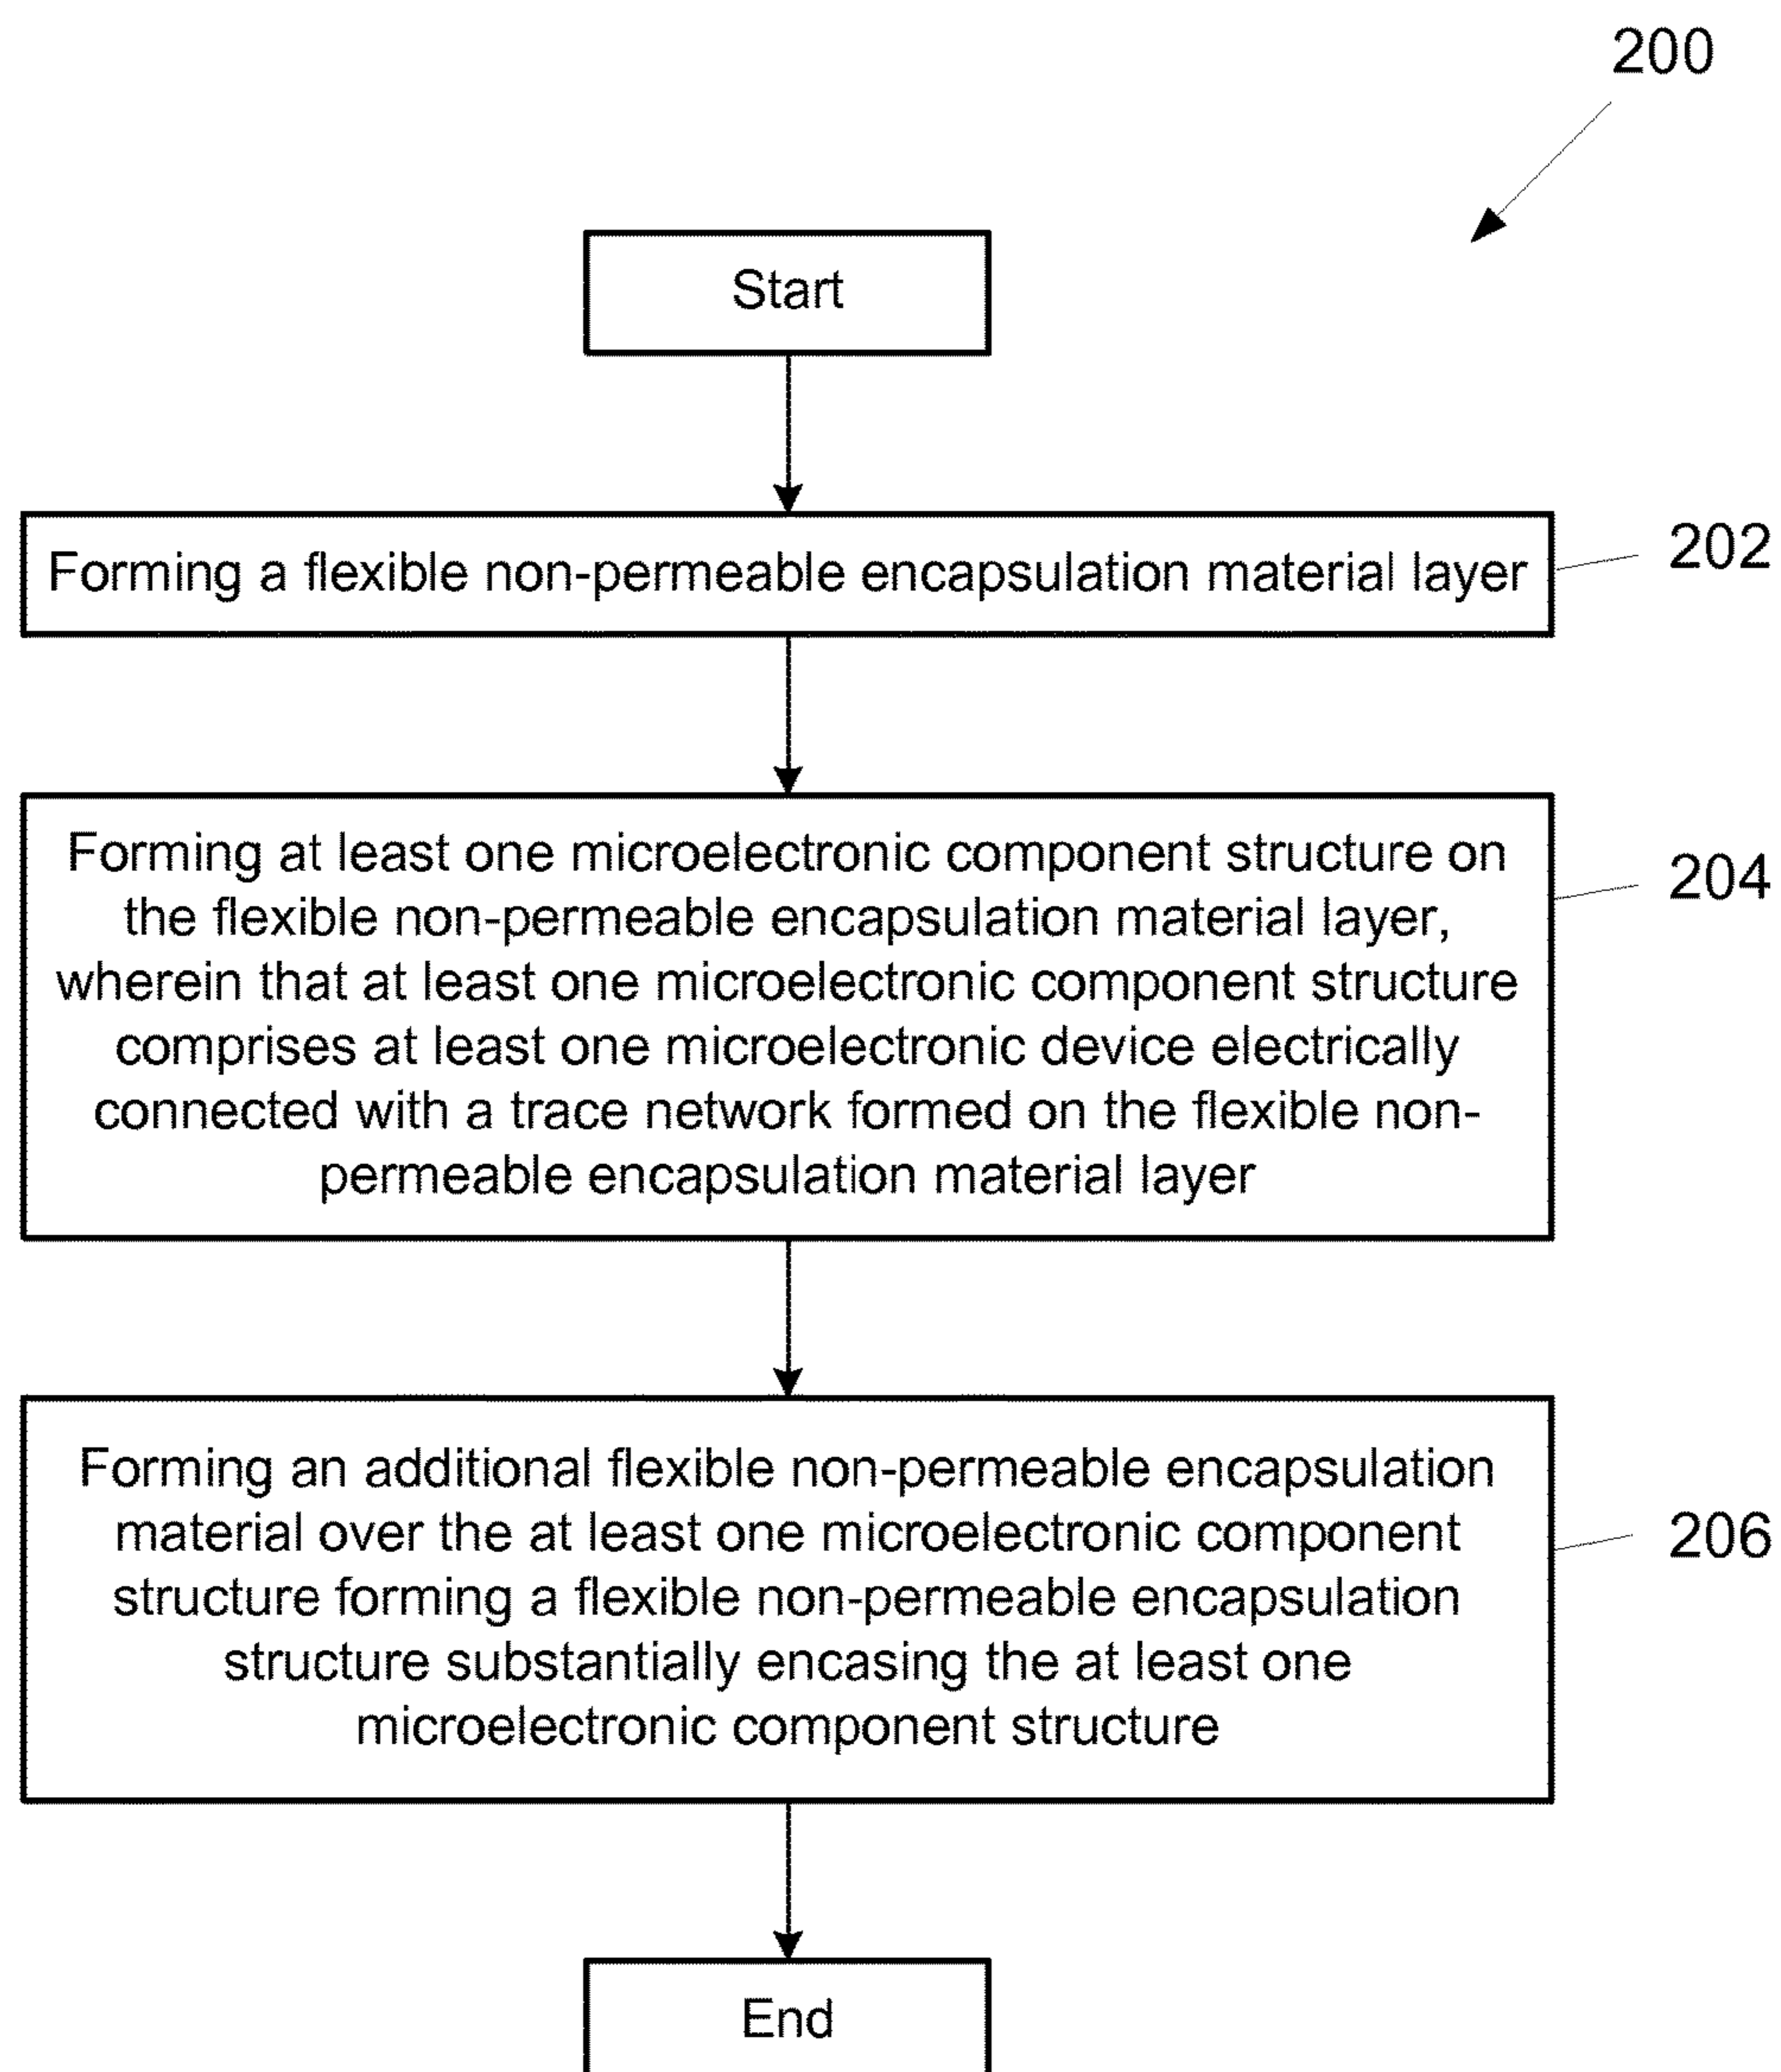 200
Start
Forming a flexible non-permeable encapsulation material layer
202
Forming at least one microelectronic component structure on
the flexible non-permeable encapsulation material layer,
wherein that at least one microelectronic component structure
comprises at least one microelectronic device electrically
connected with a trace network formed on the flexible non-
permeable encapsulation material layer
204
Forming an additional flexible non-permeable encapsulation
material over the at least one microelectronic component
structure forming a flexible non-permeable encapsulation
structure substantially encasing the at least one
microelectronic component structure
206
End